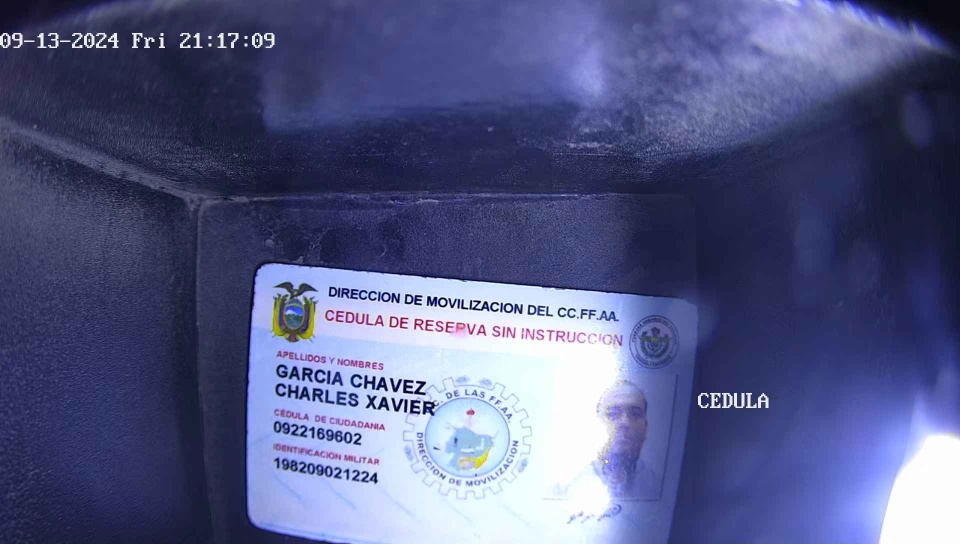 09-13-2024 Fri 21:17:09
DIRECCION DE MOVILIZACION DEL CC.FF.AA.
CEDULA DE RESERVA SIN INSTRUCCION
APELLIDOS Y NOMBRES
GARCIA CHAVEZ
CHARLES XAVIER
CÉDULA DE CIUDADANIA
0922169602
IDENTIFICACION MILITAR
198209021224
C. DE LAS FF.AA.
DIRECCION DE MOVILIZACION
CEDULA